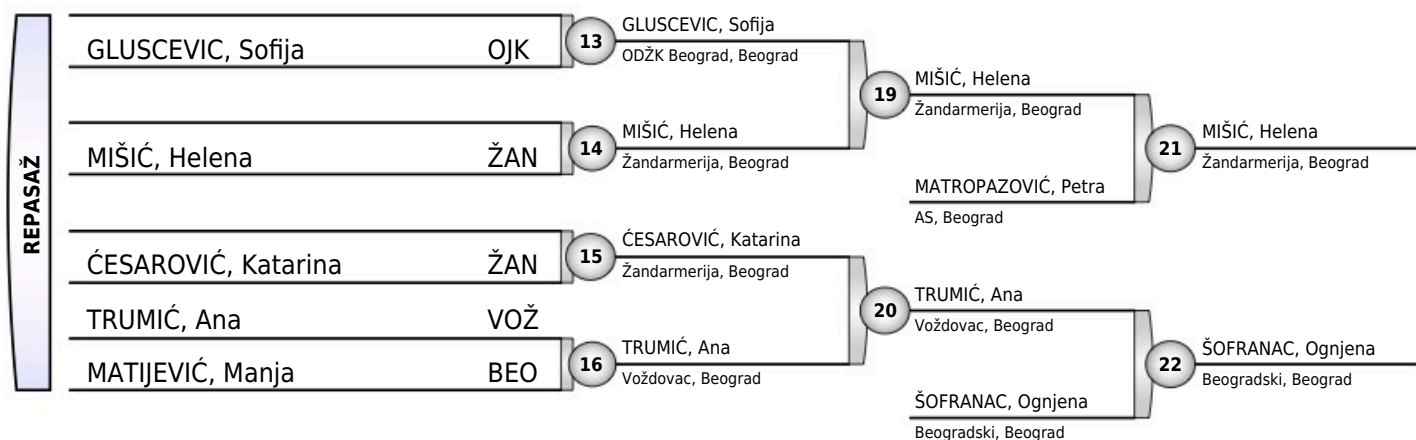 REPASAŽ
GLUSCEVIC, Sofija OJK
MIŠIĆ, Helena ŽAN
ĆESAROVIĆ, Katarina ŽAN
TRUMIĆ, Ana VOŽ
MATIJEVIĆ, Manja BEO
13
GLUSCEVIC, Sofija
ODŽK Beograd, Beograd
14
MIŠIĆ, Helena
Žandarmerija, Beograd
15
ĆESAROVIĆ, Katarina
Žandarmerija, Beograd
16
TRUMIĆ, Ana
Voždovac, Beograd
19
MIŠIĆ, Helena
Žandarmerija, Beograd
MATROPAZOVIĆ, Petra
AS, Beograd
20
TRUMIĆ, Ana
Voždovac, Beograd
ŠOFRANAC, Ognjena
Beogradski, Beograd
21
MIŠIĆ, Helena
Žandarmerija, Beograd
22
ŠOFRANAC, Ognjena
Beogradski, Beograd